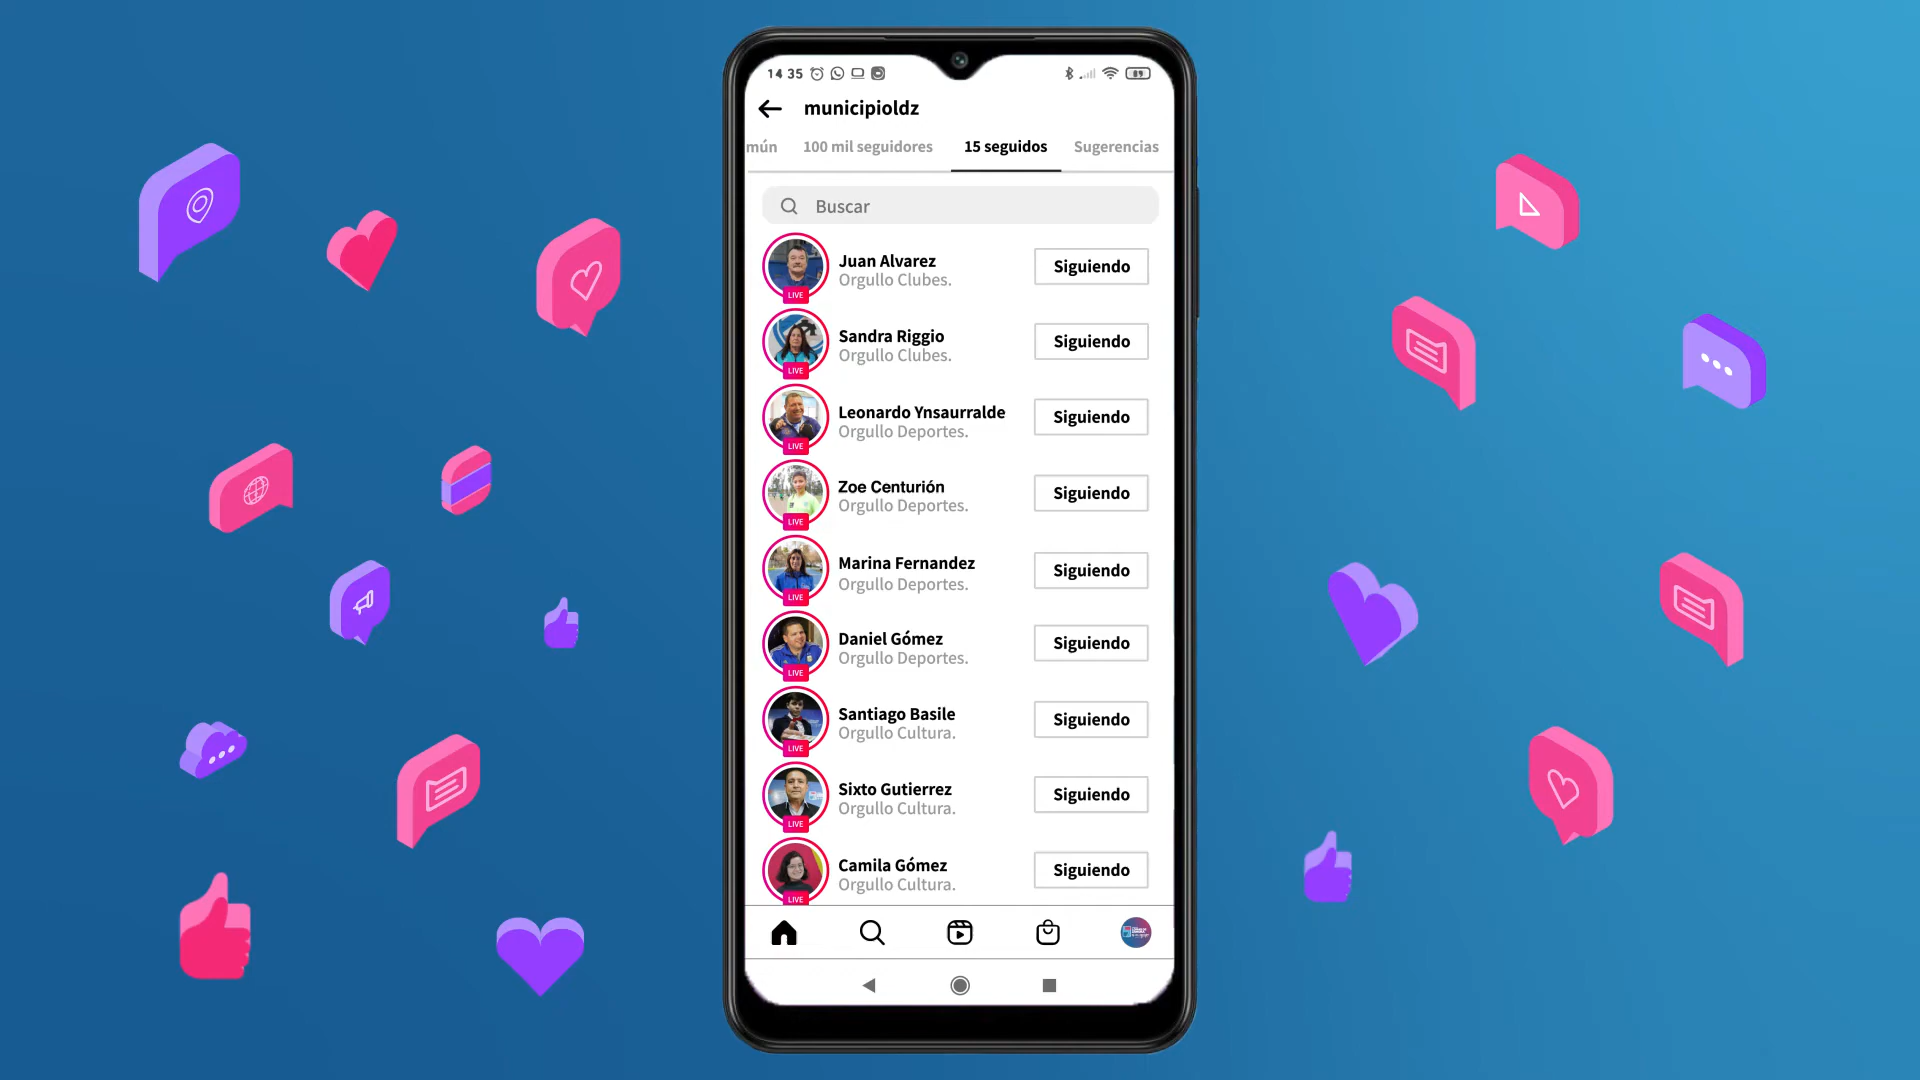 14 35
89
municipioldz
mún 100 mil seguidores 15 seguidos Sugerencias
Buscar
Juan Alvarez
Orgullo Clubes.
Siguiendo
LIVE
Sandra Riggio
Orgullo Clubes.
Siguiendo
LIVE
Leonardo Ynsaurralde
Orgullo Deportes.
Siguiendo
LIVE
Zoe Centurión
Orgullo Deportes.
Siguiendo
LIVE
Marina Fernandez
Orgullo Deportes.
Siguiendo
LIVE
Daniel Gómez
Orgullo Deportes.
Siguiendo
LIVE
Santiago Basile
Orgullo Cultura.
Siguiendo
LIVE
Sixto Gutierrez
Orgullo Cultura.
Siguiendo
LIVE
Camila Gómez
Orgullo Cultura.
Siguiendo
LIVE